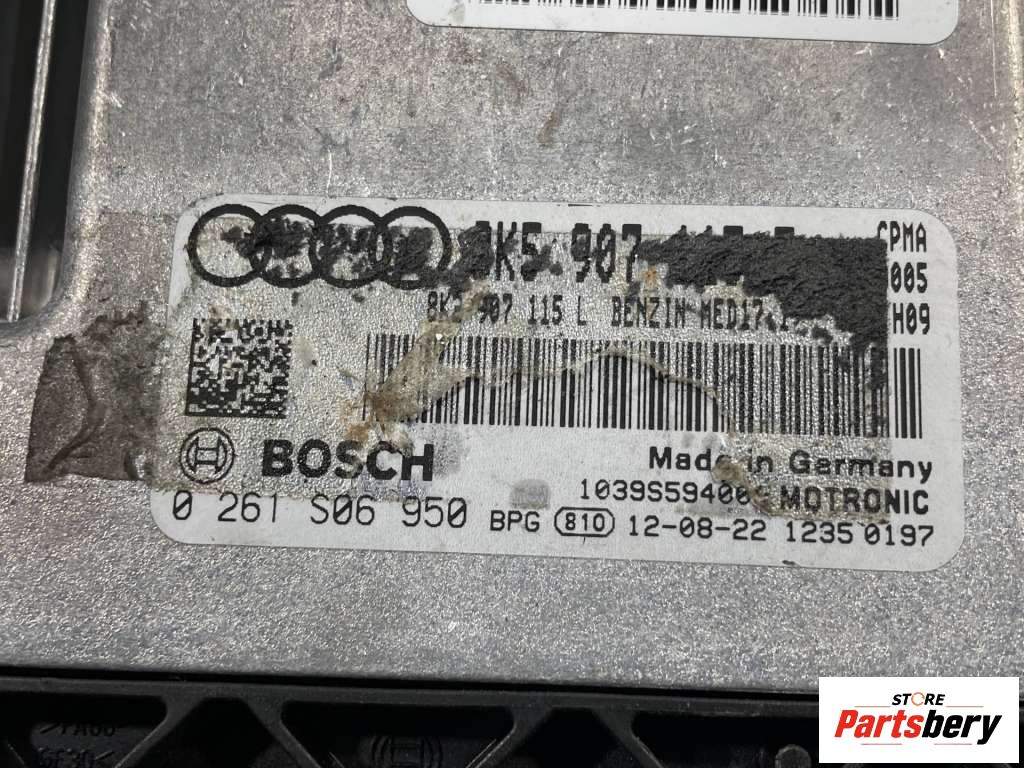 907
CPMA
005
8K2 907 115 L BENZIN MED17.1
H09
BOSCH
Made in Germany
MOTRONIC
0 261 S06 950 BPG 810 12-08-22 1235 0197
STORE
Partsbery